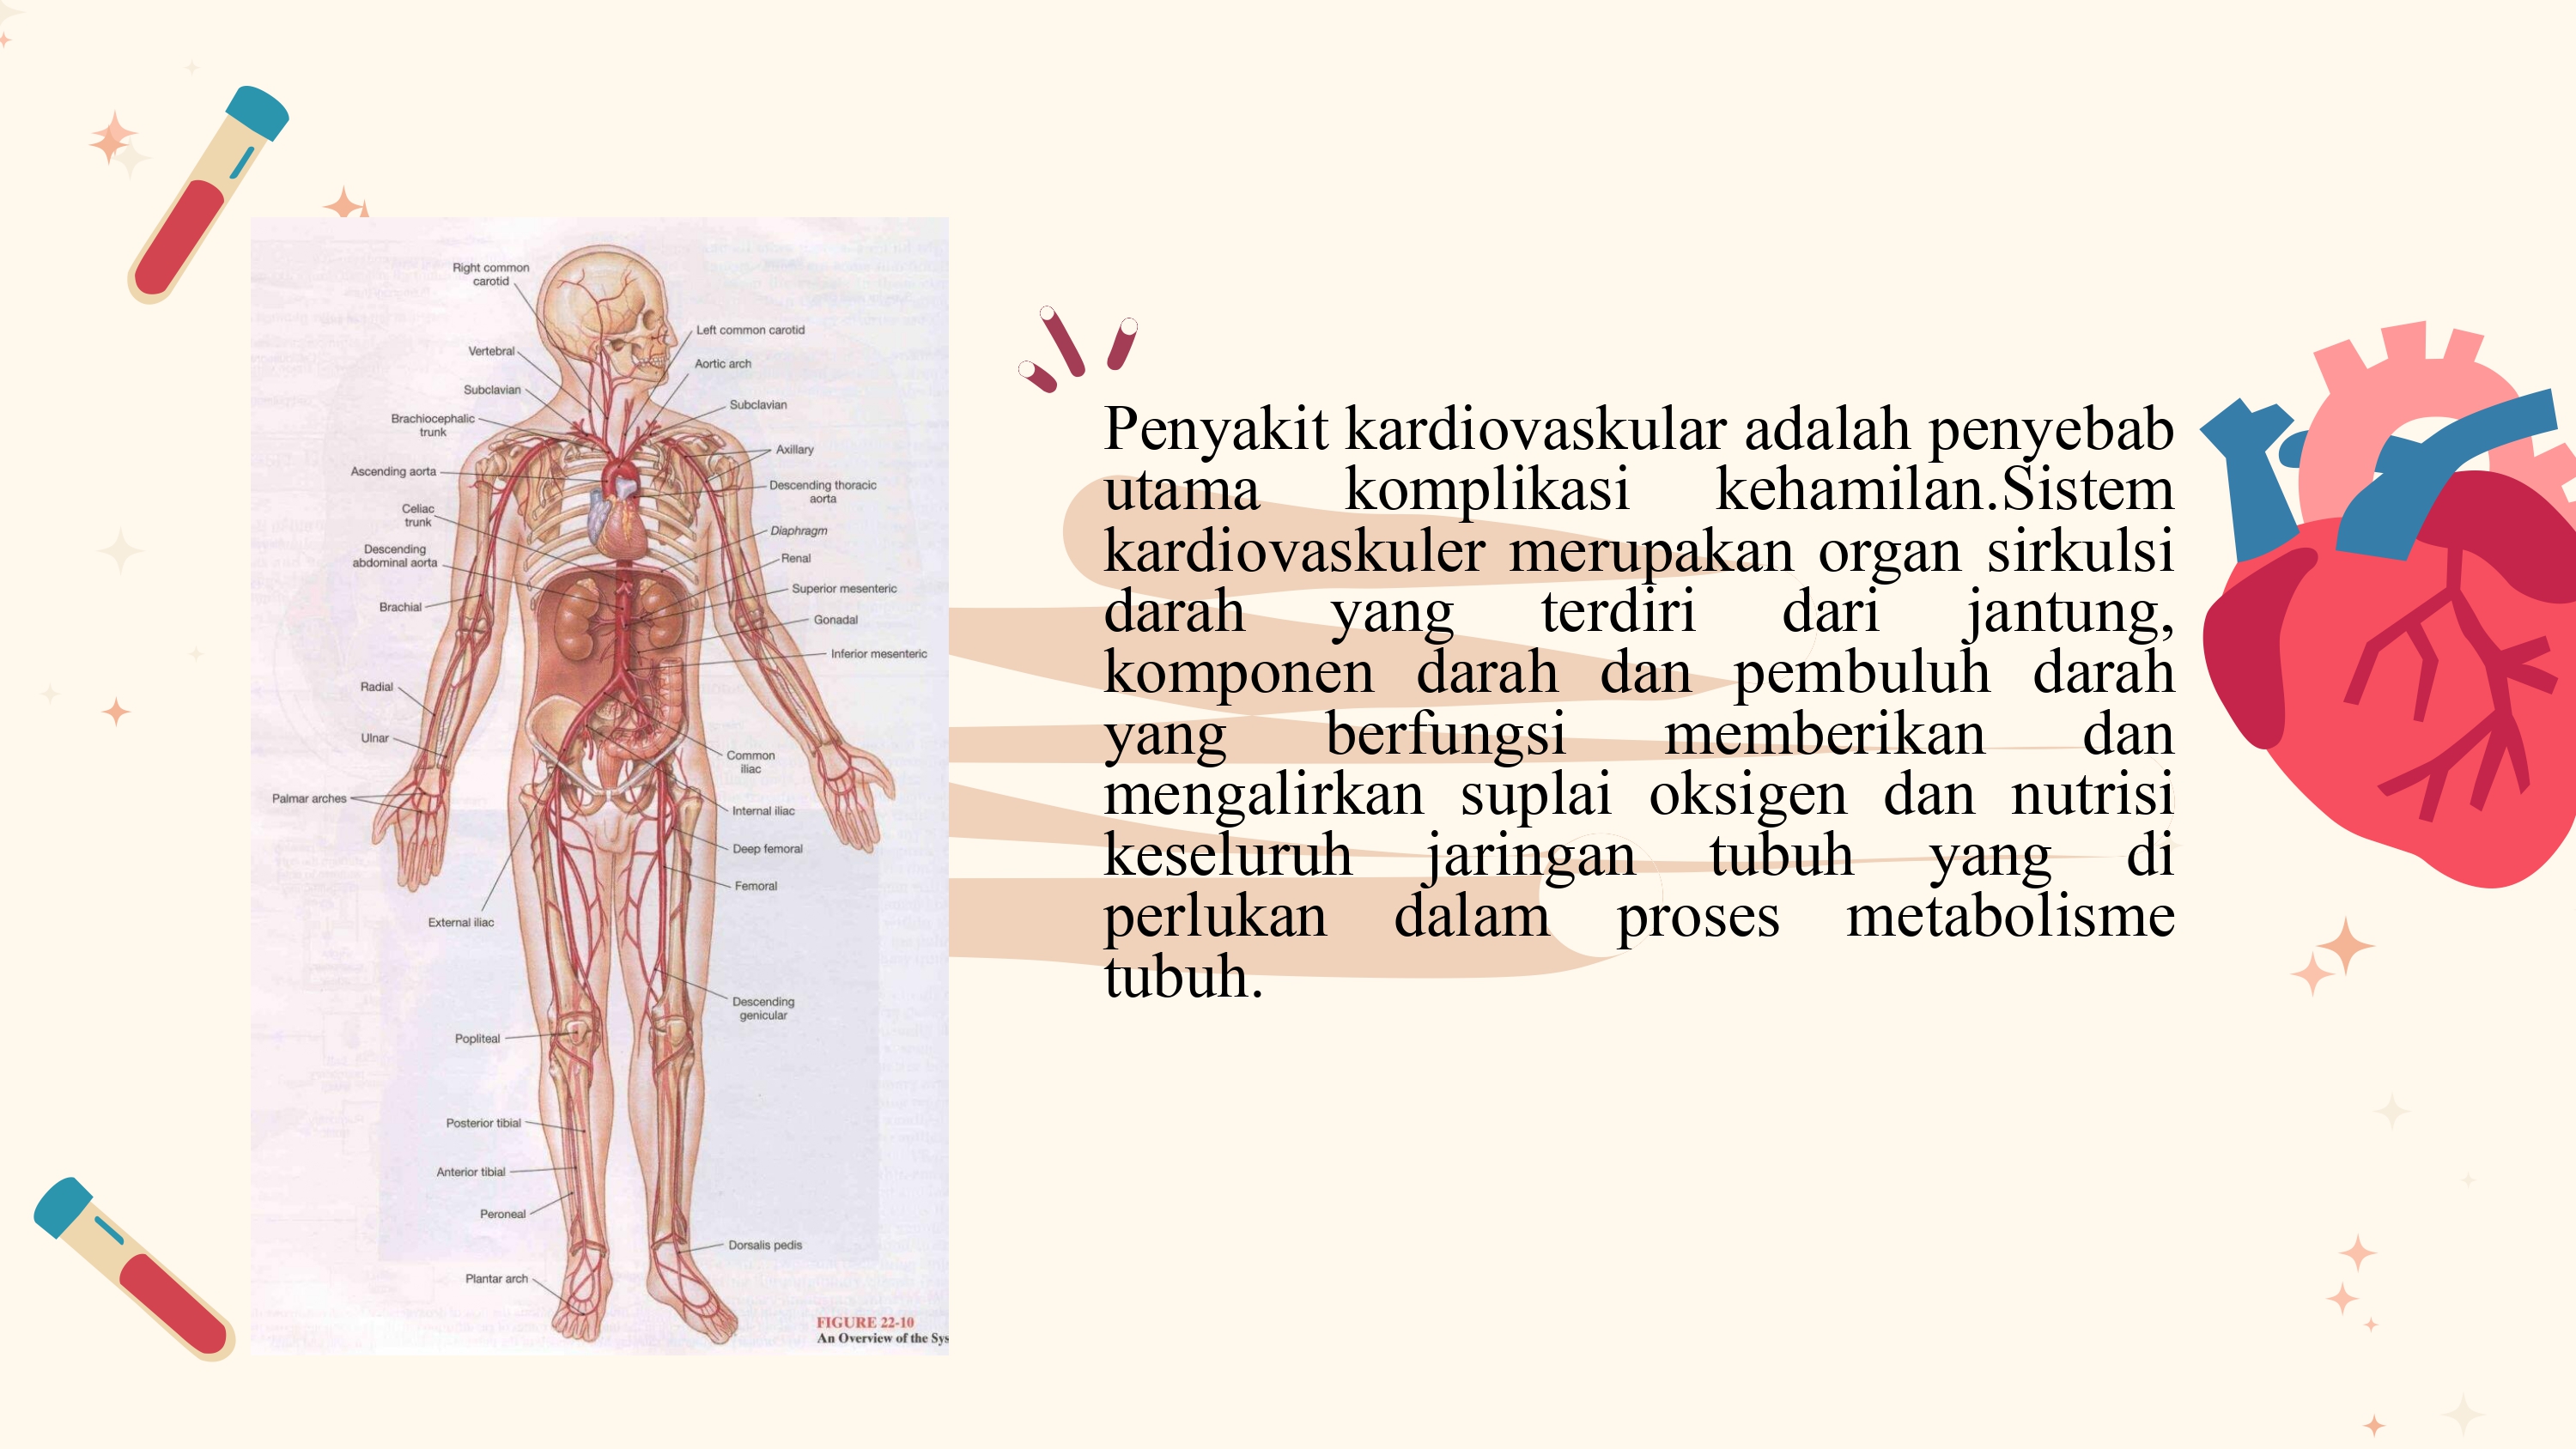 Right common
carotid
Left common carotid
Vertebral
Aortic arch
Subclavian
Subclavian
Brachiocephalic
trunk
Axillary
Ascending aorta
Descending thoracic
aorta
Celiac
trunk
Diaphragm
Descending
abdominal aorta
Renal
Superior mesenteric
Brachial
Gonadal
Inferior mesenteric
Radial
Ulnar
Common
iliac
Palmar arches
Internal iliac
Deep femoral
Femoral
External iliac
Descending
genicular
Popliteal
Posterior tibial
Anterior tibial
Peroneal
Dorsalis pedis
Plantar arch
FIGURE 22-10
An Overview of the Sys
Penyakit kardiovaskular adalah penyebab
utama komplikasi kehamilan.Sistem
kardiovaskuler merupakan organ sirkulsi
darah yang terdiri dari jantung,
komponen darah dan pembuluh darah
yang berfungsi memberikan dan
mengalirkan suplai oksigen dan nutrisi
keseluruh jaringan tubuh yang di
perlukan dalam proses metabolisme
tubuh.